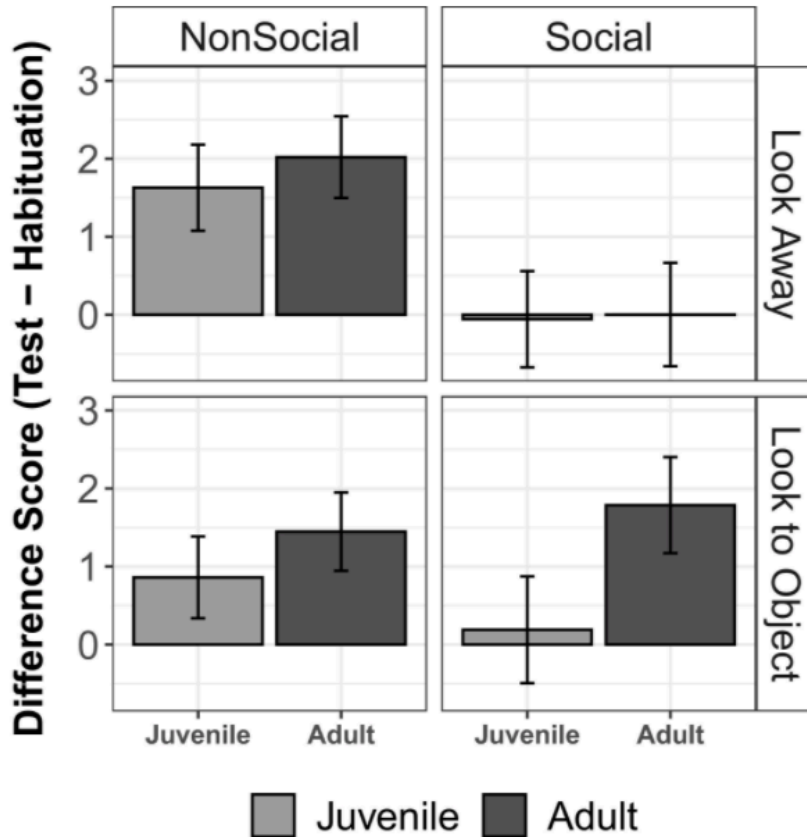 NonSocial Social
Difference Score (Test − Habituation)
3
2
1
0
Look Away
3
2
1
0
Look to Object
Juvenile Adult Juvenile Adult
Juvenile Adult